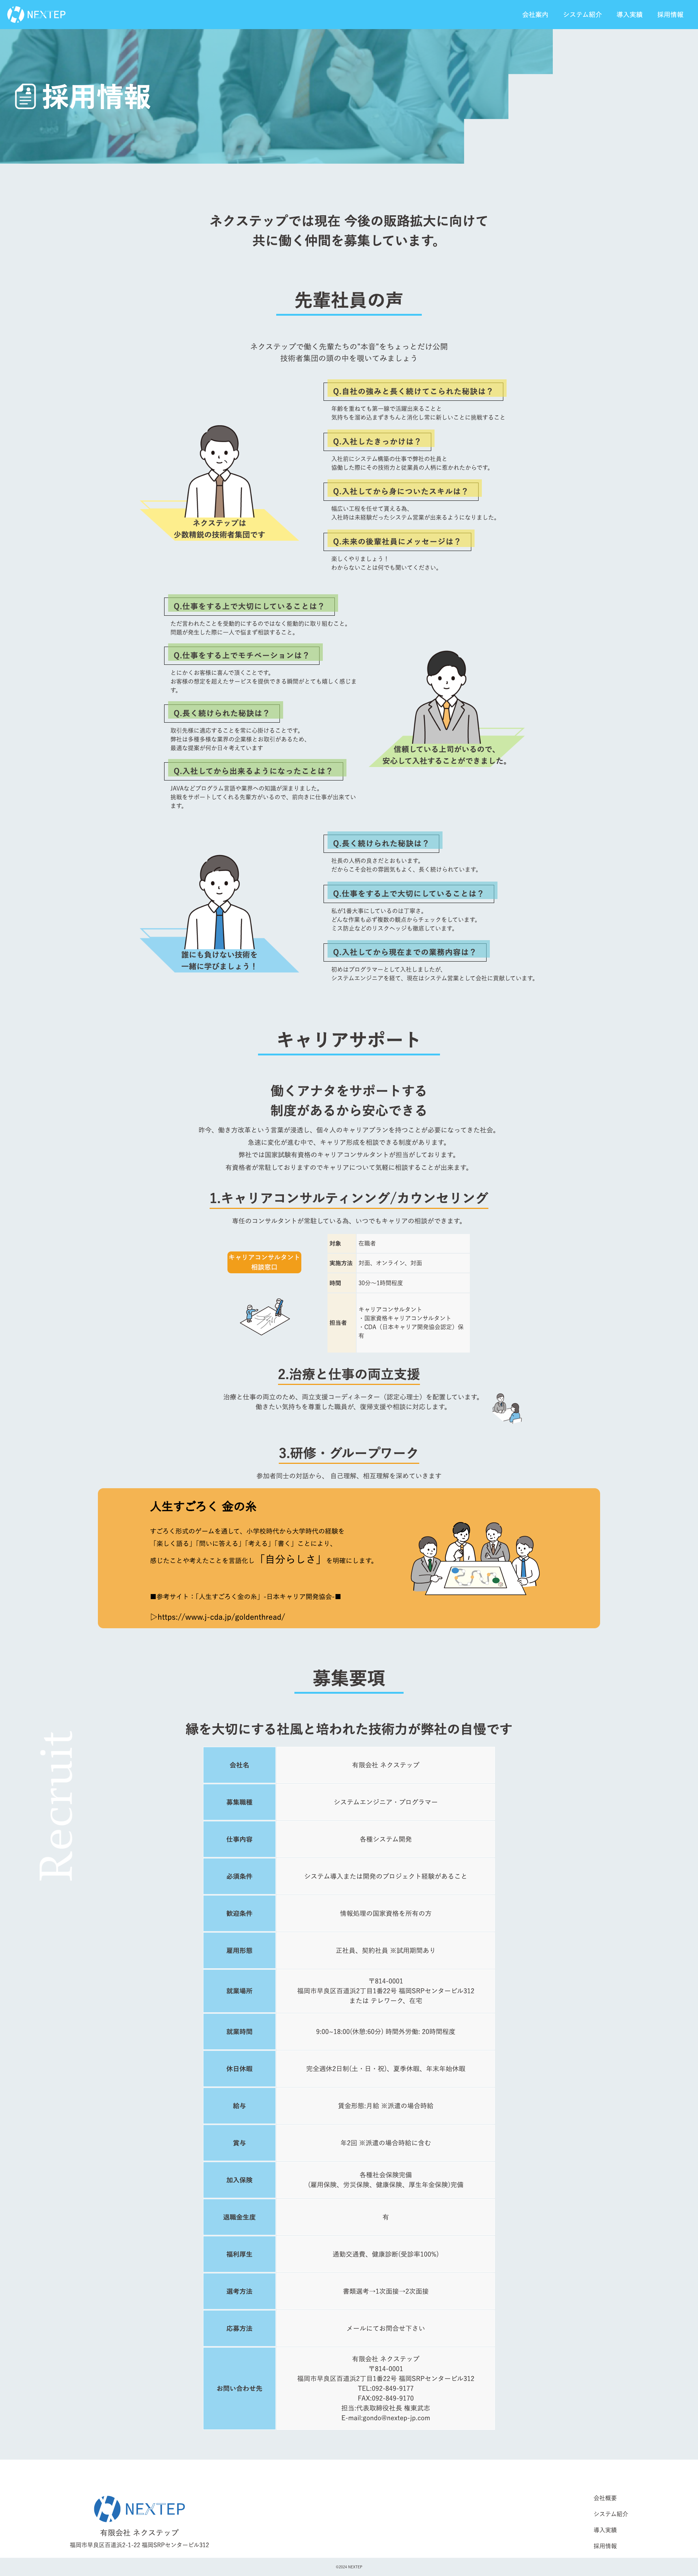 NEXTEP
会社案内 システム紹介 導入実績 採用情報
採用情報
ネクステップでは現在 今後の販路拡大に向けて
共に働く仲間を募集しています。
先輩社員の声
ネクステップで働く先輩たちの"本音"をちょっとだけ公開
技術者集団の頭の中を覗いてみましょう
Q.自社の強みと長く続けてこられた秘訣は？
年齢を重ねても第一線で活躍出来ることと
気持ちを溜め込まずきちんと消化し常に新しいことに挑戦すること
Q.入社したきっかけは？
入社前にシステム構築の仕事で弊社の社員と
協働した際にその技術力と従業員の人柄に惹かれたからです。
Q.入社してから身についたスキルは？
幅広い工程を任せて貰える為、
入社時は未経験だったシステム営業が出来るようになりました。
Q.未来の後輩社員にメッセージは？
楽しくやりましょう！
わからないことは何でも聞いてください。
ネクステップは
少数精鋭の技術者集団です
Q.仕事をする上で大切にしていることは？
ただ言われたことを受動的にするのではなく能動的に取り組むこと。
問題が発生した際に一人で悩まず相談すること。
Q.仕事をする上でモチベーションは？
とにかくお客様に喜んで頂くことです。
お客様の想定を超えたサービスを提供できる瞬間がとても嬉しく感じま
す。
Q.長く続けられた秘訣は？
取引先様に適応することを常に心掛けることです。
弊社は多種多様な業界の企業様とお取引があるため、
最適な提案が何か日々考えています
Q.入社してから出来るようになったことは？
JAVAなどプログラム言語や業界への知識が深まりました。
挑戦をサポートしてくれる先輩方がいるので、前向きに仕事が出来てい
ます。
信頼している上司がいるので、
安心して入社することができました。
Q.長く続けられた秘訣は？
社長の人柄の良さだとおもいます。
だからこそ会社の雰囲気もよく、長く続けられています。
Q.仕事をする上で大切にしていることは？
私が1番大事にしているのは丁寧さ。
どんな作業も必ず複数の観点からチェックをしています。
ミス防止などのリスクヘッジも徹底しています。
Q.入社してから現在までの業務内容は？
初めはプログラマーとして入社しましたが、
システムエンジニアを経て、現在はシステム営業として会社に貢献しています。
誰にも負けない技術を
一緒に学びましょう！
キャリアサポート
働くアナタをサポートする
制度があるから安心できる
昨今、働き方改革という言葉が浸透し、個々人のキャリアプランを持つことが必要になってきた社会。
急速に変化が進む中で、キャリア形成を相談できる制度があります。
弊社では国家試験有資格のキャリアコンサルタントが担当がしております。
有資格者が常駐しておりますのでキャリアについて気軽に相談することが出来ます。
1.キャリアコンサルティンング/カウンセリング
専任のコンサルタントが常駐している為、いつでもキャリアの相談ができます。
キャリアコンサルタント
相談窓口
対象 在職者
実施方法 対面、オンライン、対面
時間 30分〜1時間程度
担当者 キャリアコンサルタント
・国家資格キャリアコンサルタント
・CDA（日本キャリア開発協会認定）保
有
2.治療と仕事の両立支援
治療と仕事の両立のため、両立支援コーディネーター（認定心理士）を配置しています。
働きたい気持ちを尊重した職員が、復帰支援や相談に対応します。
3.研修・グループワーク
参加者同士の対話から、 自己理解、相互理解を深めていきます
人生すごろく 金の糸
すごろく形式のゲームを通して、小学校時代から大学時代の経験を
「楽しく語る」「問いに答える」「考える」「書く」ことにより、
感じたことや考えたことを言語化し「自分らしさ」を明確にします。
■参考サイト：「人生すごろく金の糸」-日本キャリア開発協会-■
▷https://www.j-cda.jp/goldenthread/
募集要項
Recruit
縁を大切にする社風と培われた技術力が弊社の自慢です
会社名 有限会社 ネクステップ
募集職種 システムエンジニア・プログラマー
仕事内容 各種システム開発
必須条件 システム導入または開発のプロジェクト経験があること
歓迎条件 情報処理の国家資格を所有の方
雇用形態 正社員、契約社員 ※試用期間あり
就業場所 〒814-0001
福岡市早良区百道浜2丁目1番22号 福岡SRPセンタービル312
または テレワーク、在宅
就業時間 9:00~18:00(休憩:60分) 時間外労働: 20時間程度
休日休暇 完全週休2日制(土・日・祝)、夏季休暇、年末年始休暇
給与 賃金形態:月給 ※派遣の場合時給
賞与 年2回 ※派遣の場合時給に含む
加入保険 各種社会保険完備
(雇用保険、労災保険、健康保険、厚生年金保険)完備
退職金生度 有
福利厚生 通勤交通費、健康診断(受診率100%)
選考方法 書類選考→1次面接→2次面接
応募方法 メールにてお問合せ下さい
お問い合わせ先 有限会社 ネクステップ
〒814-0001
福岡市早良区百道浜2丁目1番22号 福岡SRPセンタービル312
TEL:092-849-9177
FAX:092-849-9170
担当:代表取締役社長 権東武志
E-mail:gondo@nextep-jp.com
NEXTEP
有限会社 ネクステップ
福岡市早良区百道浜2-1-22 福岡SRPセンタービル312
会社概要
システム紹介
導入実績
採用情報
©2024 NEXTEP